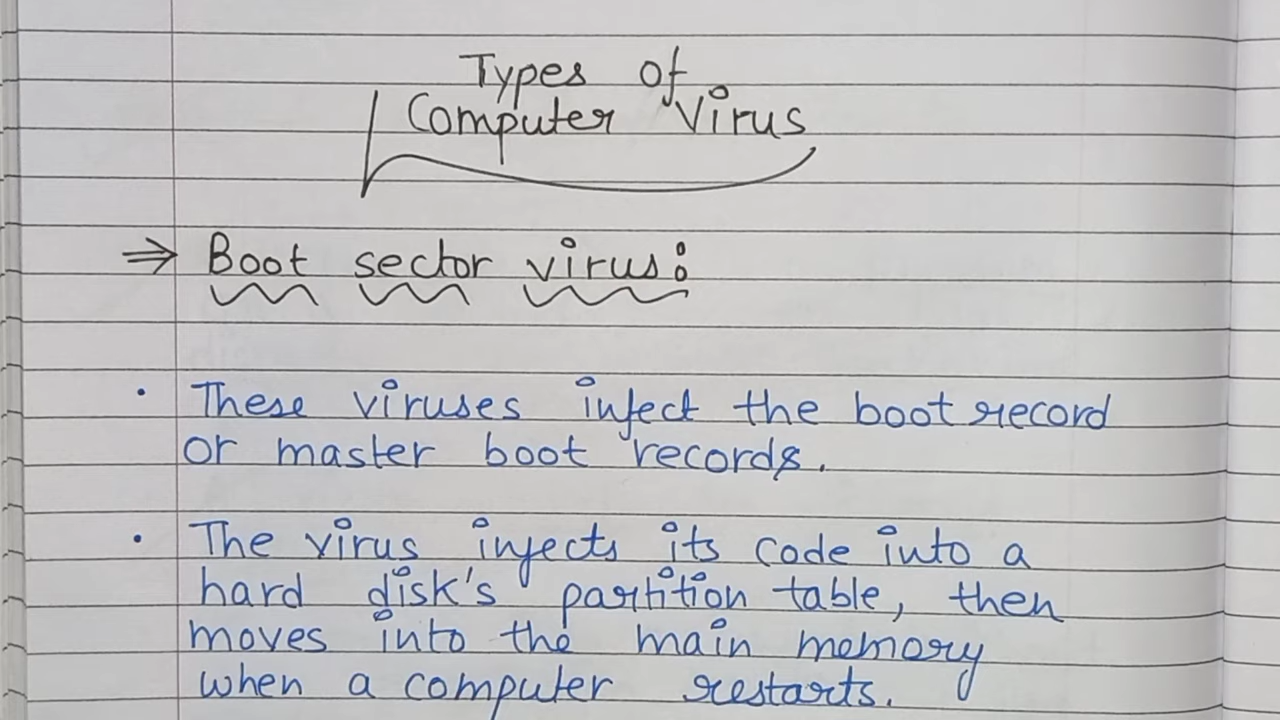 Types of
Computer Virus
⇒ Boot sector virus:
• These viruses infect the boot record
or master boot records.
• The virus injects its code into a
hard disk's partition table, then
moves into the main memory
when a computer restarts.